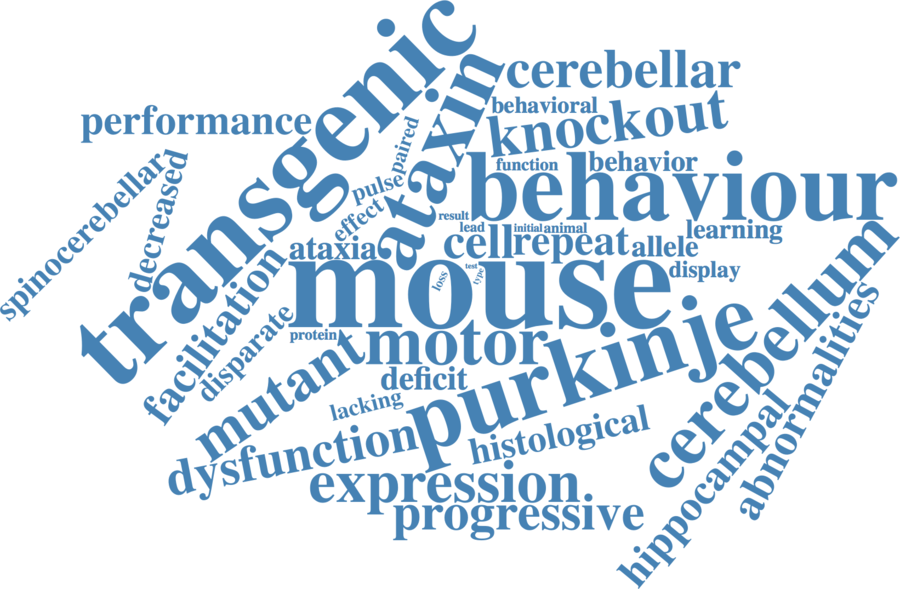 transgenic
ataxin
cerebellar
behavioral
knockout
performance
paired
function
behavior
behaviour
pulse
spinocerebellar
decreased
effect
result
lead
initial
animal
learning
ataxia
cell
repeat
allele
mouse
loss
test
type
display
facilitation
disparate
protein
motor
purkinje
cerebellum
abnormalities
mutant
deficit
lacking
dysfunction
histological
hippocampal
expression
progressive